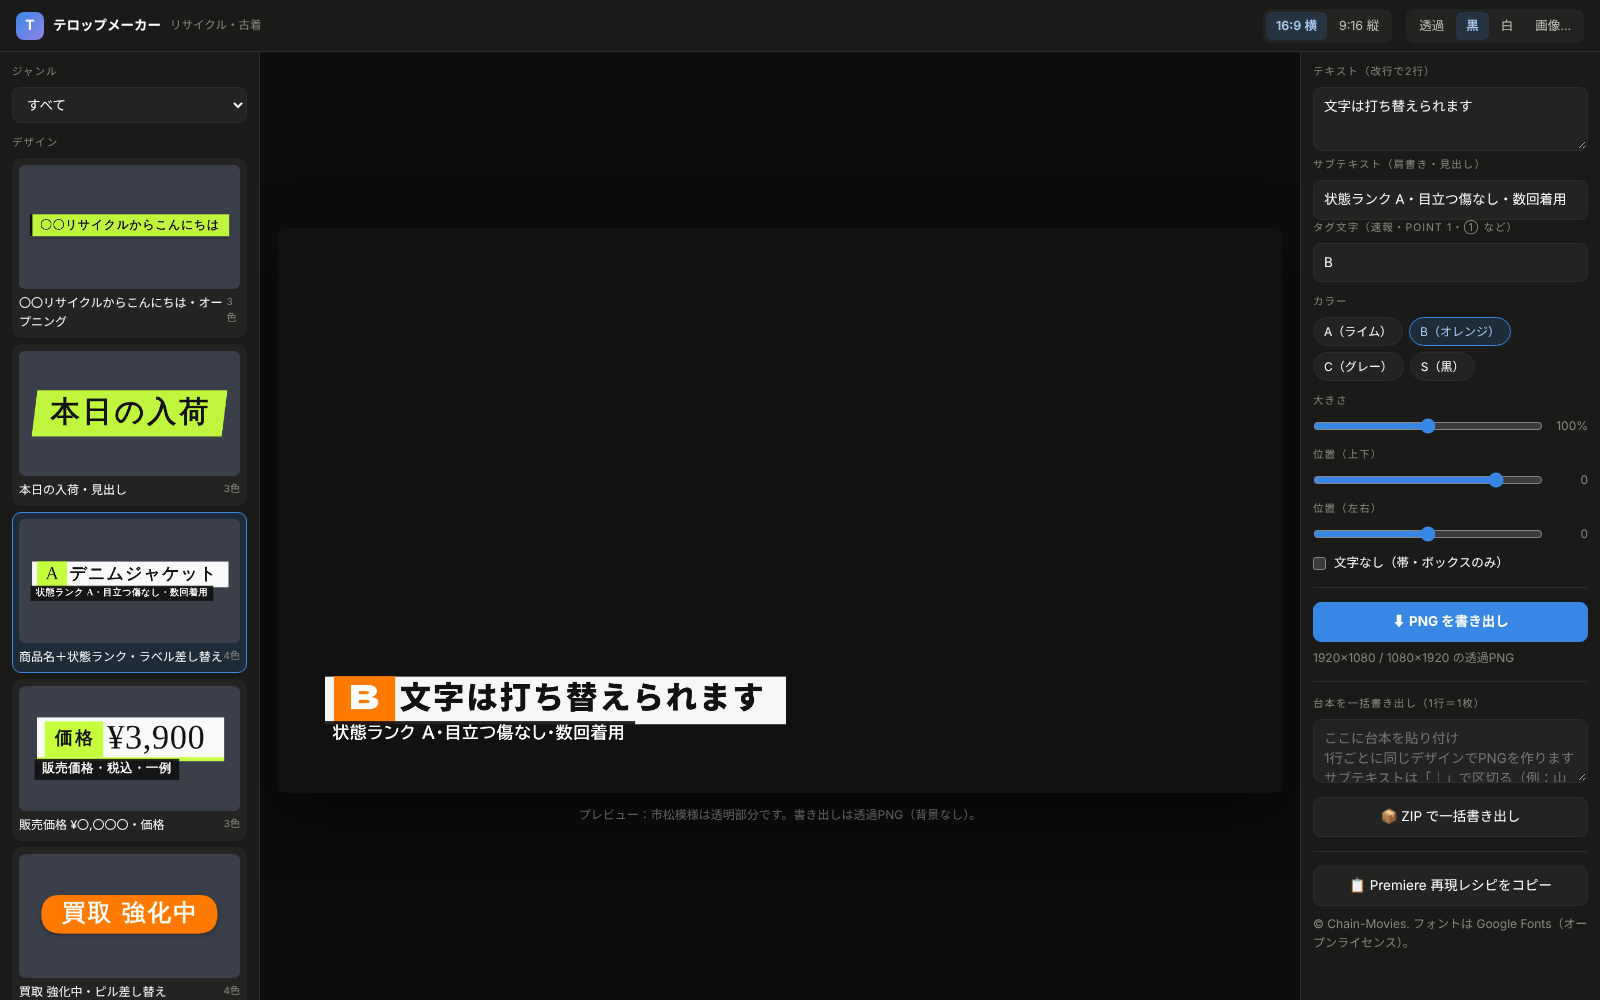 T テロップメーカー リサイクル・古着
16:9 横 9:16 縦 透過 黒 白 画像...
ジャンル
すべて
デザイン
〇〇リサイクルからこんにちは
〇〇リサイクルからこんにちは・オープニング 3色
本日の入荷
本日の入荷・見出し 3色
A デニムジャケット
状態ランク A・目立つ傷なし・数回着用
商品名＋状態ランク・ラベル差し替え 4色
価格 ¥3,900
販売価格・税込・一例
販売価格 ¥〇,〇〇〇・価格 3色
買取 強化中
買取 強化中・ピル差し替え 4色
B 文字は打ち替えられます
状態ランク A・目立つ傷なし・数回着用
プレビュー：市松模様は透明部分です。書き出しは透過PNG（背景なし）。
テキスト（改行で2行）
文字は打ち替えられます
サブテキスト（肩書き・見出し）
状態ランク A・目立つ傷なし・数回着用
タグ文字（速報・POINT 1・① など）
B
カラー
A（ライム） B（オレンジ）
C（グレー） S（黒）
大きさ
100%
位置（上下）
0
位置（左右）
0
文字なし（帯・ボックスのみ）
⬇ PNG を書き出し
1920×1080 / 1080×1920 の透過PNG
台本を一括書き出し（1行＝1枚）
ここに台本を貼り付け
1行ごとに同じデザインでPNGを作ります
サブテキストは「｜」で区切る（例：山
📦 ZIP で一括書き出し
📋 Premiere 再現レシピをコピー
© Chain-Movies. フォントは Google Fonts（オープンライセンス）。